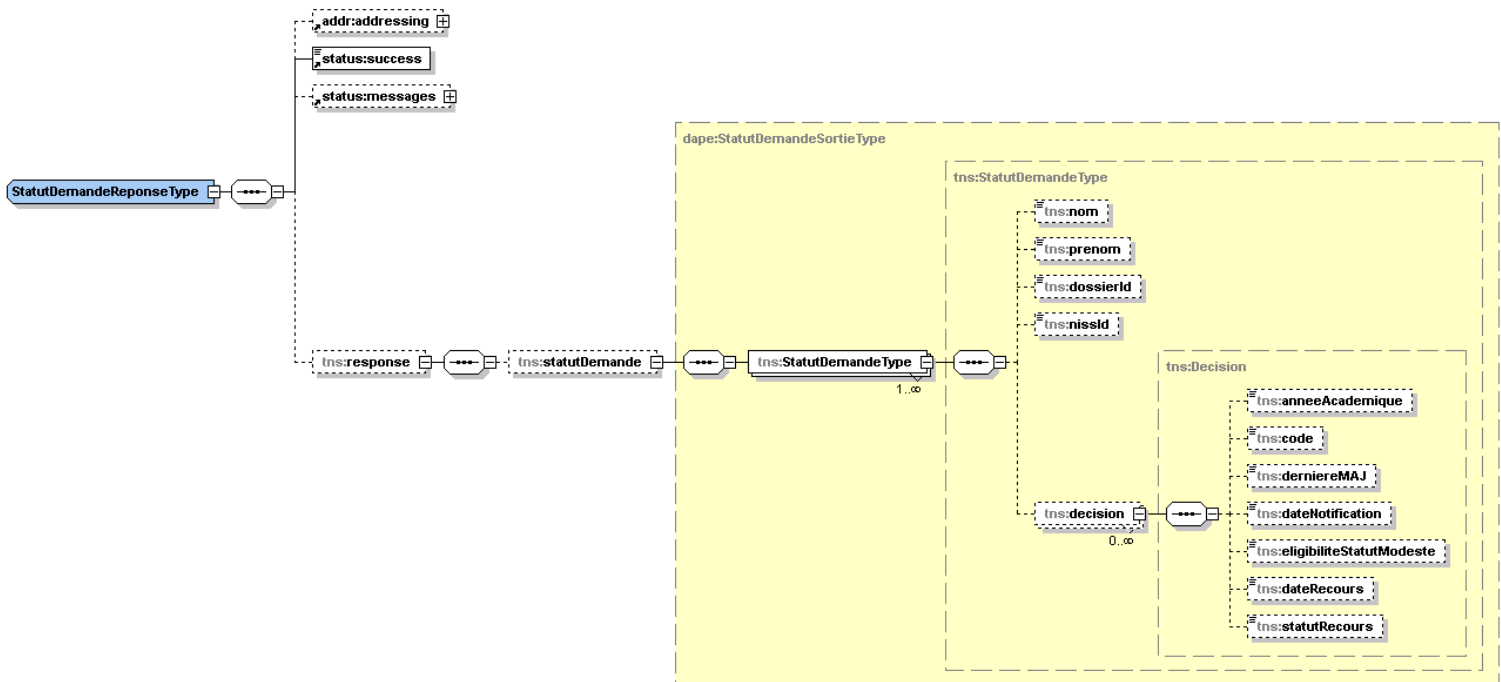 addr:addressing
status:success
status:messages
dape:StatutDemandeSortieType
tns:StatutDemandeType
StatutDemandeReponseType
tns:nom
tns:prenom
tns:dossierId
tns:nissId
tns:response
tns:statutDemande
tns:StatutDemandeType
1..∞
tns:Decision
tns:anneeAcademique
tns:code
tns:derniereMAJ
tns:decision
0..∞
tns:dateNotification
tns:eligibiliteStatutModeste
tns:dateRecours
tns:statutRecours